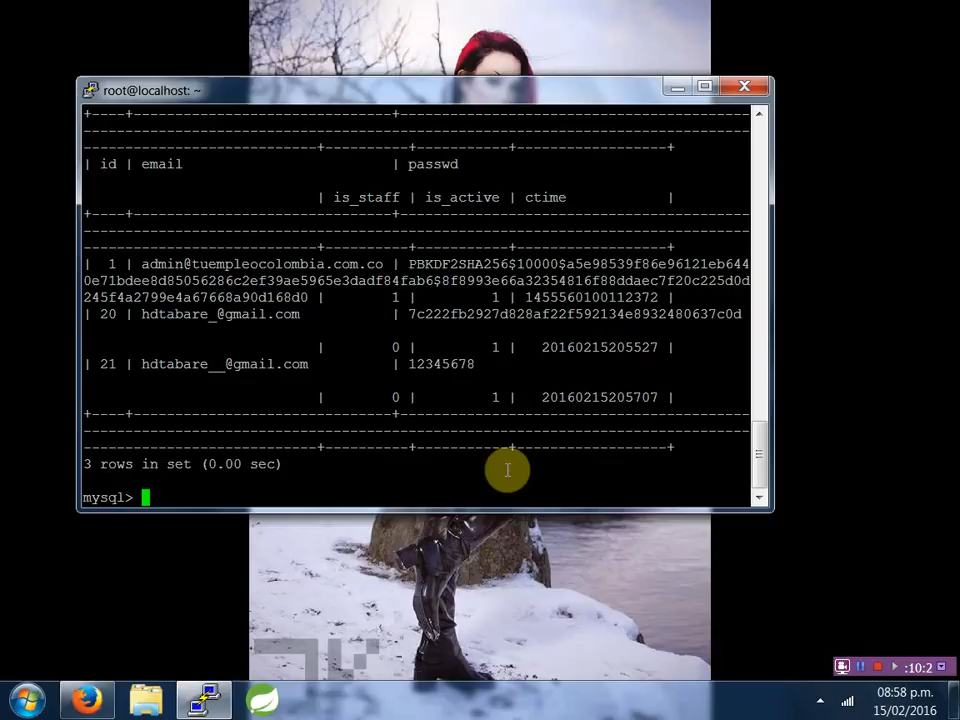 root@localhost: ~
+----+-------------------------------+------------------------------------------
--------------------------------------------------------------------------------
----------------------------+----------+-----------+------------------+
| id | email | passwd
| is_staff | is_active | ctime |
+----+-------------------------------+------------------------------------------
--------------------------------------------------------------------------------
----------------------------+----------+-----------+------------------+
| 1 | admin@tuempleocolombia.com.co | PBKDF2SHA256$10000$a5e98539f86e96121eb644
0e71bdee8d85056286c2ef39ae5965e3dadf84fab6$8f8993e66a32354816f88ddaec7f20c225d0d
245f4a2799e4a67668a90d168d0 | 1 | 1 | 1455560100112372 |
| 20 | hdtabare_@gmail.com | 7c222fb2927d828af22f592134e8932480637c0d
| 0 | 1 | 20160215205527 |
| 21 | hdtabare__@gmail.com | 12345678
| 0 | 1 | 20160215205707 |
+----+-------------------------------+------------------------------------------
--------------------------------------------------------------------------------
----------------------------+----------+-----------+------------------+
3 rows in set (0.00 sec)
mysql>
:10:2
08:58 p.m.
15/02/2016